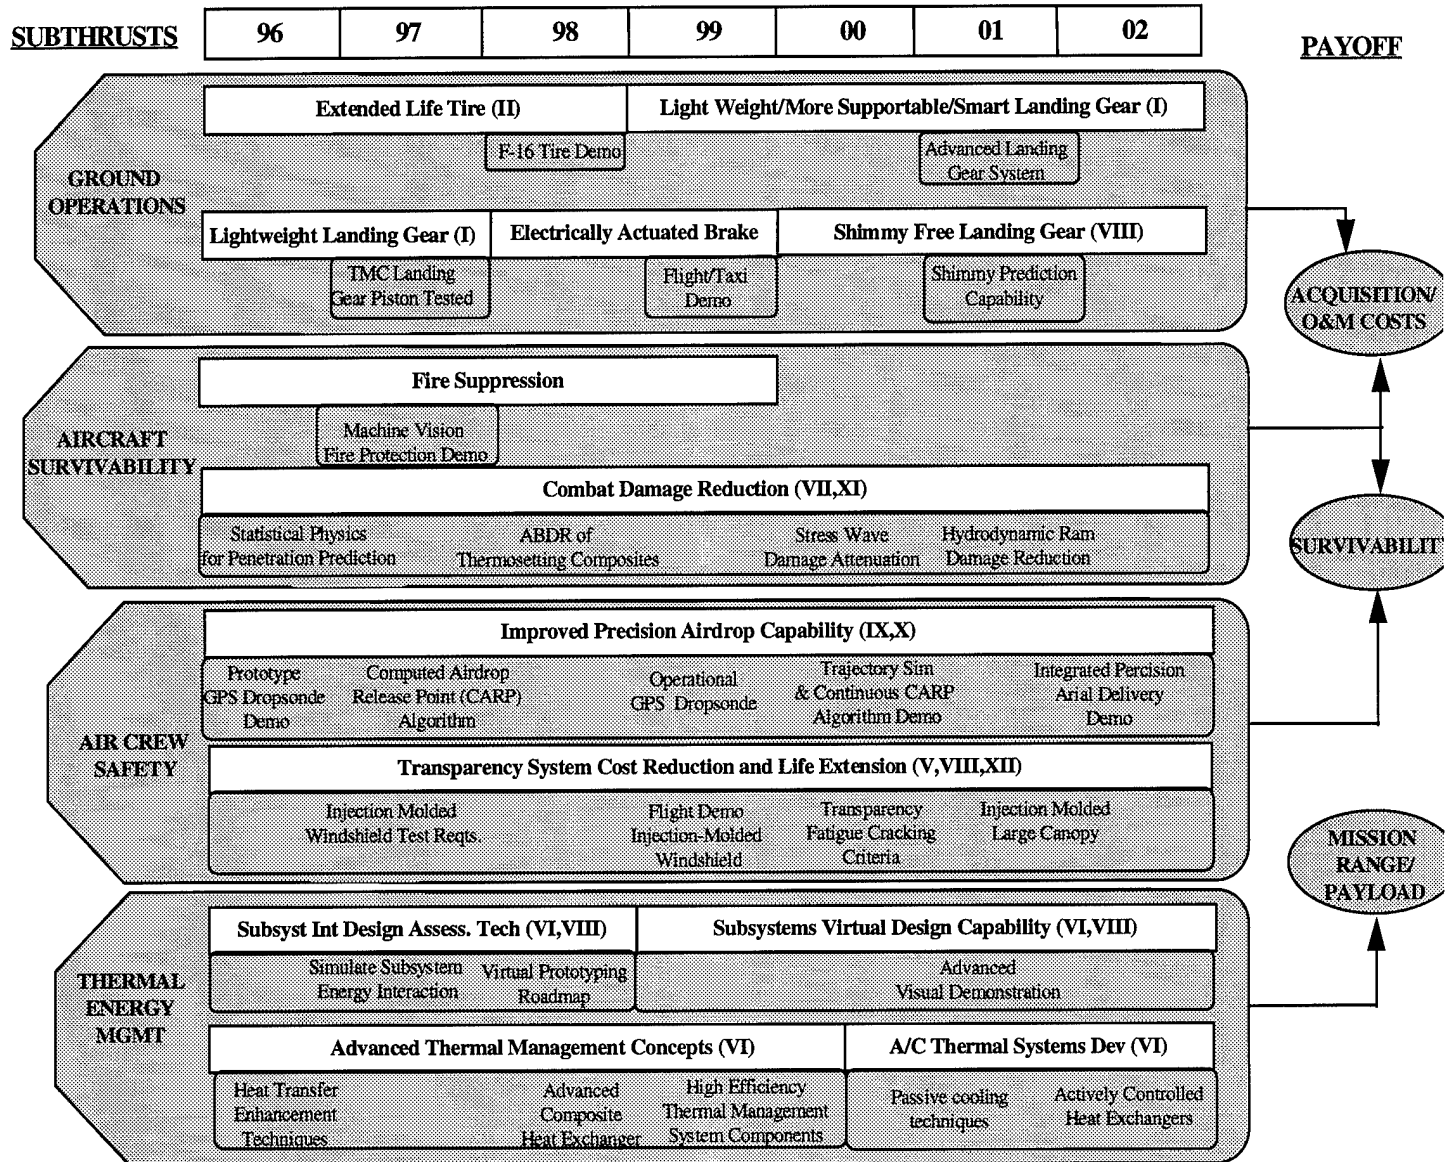 SUBTHRUSTS
96 97 98 99 00 01 02
PAYOFF
GROUND
OPERATIONS
Extended Life Tire (II)
Light Weight/More Supportable/Smart Landing Gear (I)
F-16 Tire Demo
Advanced Landing
Gear System
Lightweight Landing Gear (I)
Electrically Actuated Brake
Shimmy Free Landing Gear (VIII)
TMC Landing
Gear Piston Tested
Flight/Taxi
Demo
Shimmy Prediction
Capability
ACQUISITION/
O&M COSTS
AIRCRAFT
SURVIVABILITY
Fire Suppression
Machine Vision
Fire Protection Demo
Combat Damage Reduction (VII,XI)
Statistical Physics
for Penetration Prediction
ABDR of
Thermosetting Composites
Stress Wave
Damage Attenuation
Hydrodynamic Ram
Damage Reduction
SURVIVABILIT
AIR CREW
SAFETY
Improved Precision Airdrop Capability (IX,X)
Prototype
GPS Dropsonde
Demo
Computed Airdrop
Release Point (CARP)
Algorithm
Operational
GPS Dropsonde
Trajectory Sim
& Continuous CARP
Algorithm Demo
Integrated Percision
Arial Delivery
Demo
Transparency System Cost Reduction and Life Extension (V,VIII,XII)
Injection Molded
Windshield Test Reqts.
Flight Demo
Injection-Molded
Windshield
Transparency
Fatigue Cracking
Criteria
Injection Molded
Large Canopy
MISSION
RANGE/
PAYLOAD
THERMAL
ENERGY
MGMT
Subsyst Int Design Assess. Tech (VI,VIII)
Subsystems Virtual Design Capability (VI,VIII)
Simulate Subsystem
Energy Interaction
Virtual Prototyping
Roadmap
Advanced
Visual Demonstration
Advanced Thermal Management Concepts (VI)
A/C Thermal Systems Dev (VI)
Heat Transfer
Enhancement
Techniques
Advanced
Composite
Heat Exchanger
High Efficiency
Thermal Management
System Components
Passive cooling
techniques
Actively Controlled
Heat Exchangers